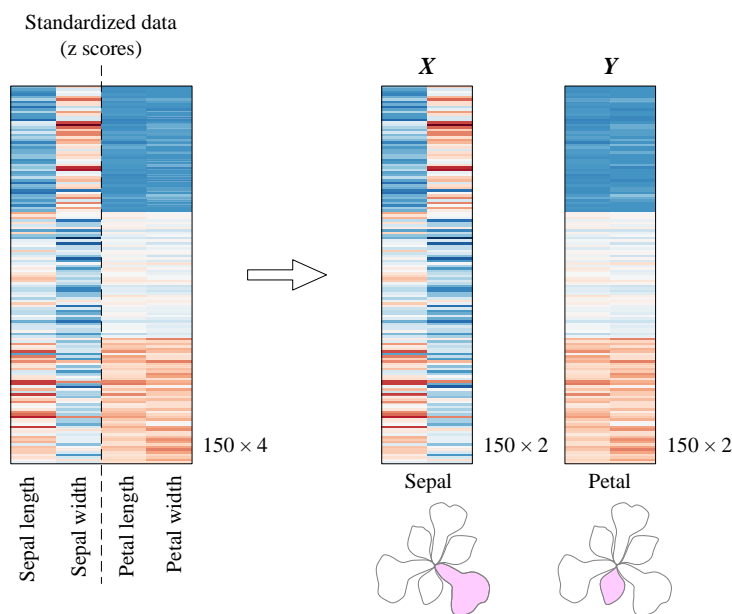 Standardized data
(z scores)
X
Y
150 × 4
150 × 2
150 × 2
Sepal length
Sepal width
Petal length
Petal width
Sepal
Petal